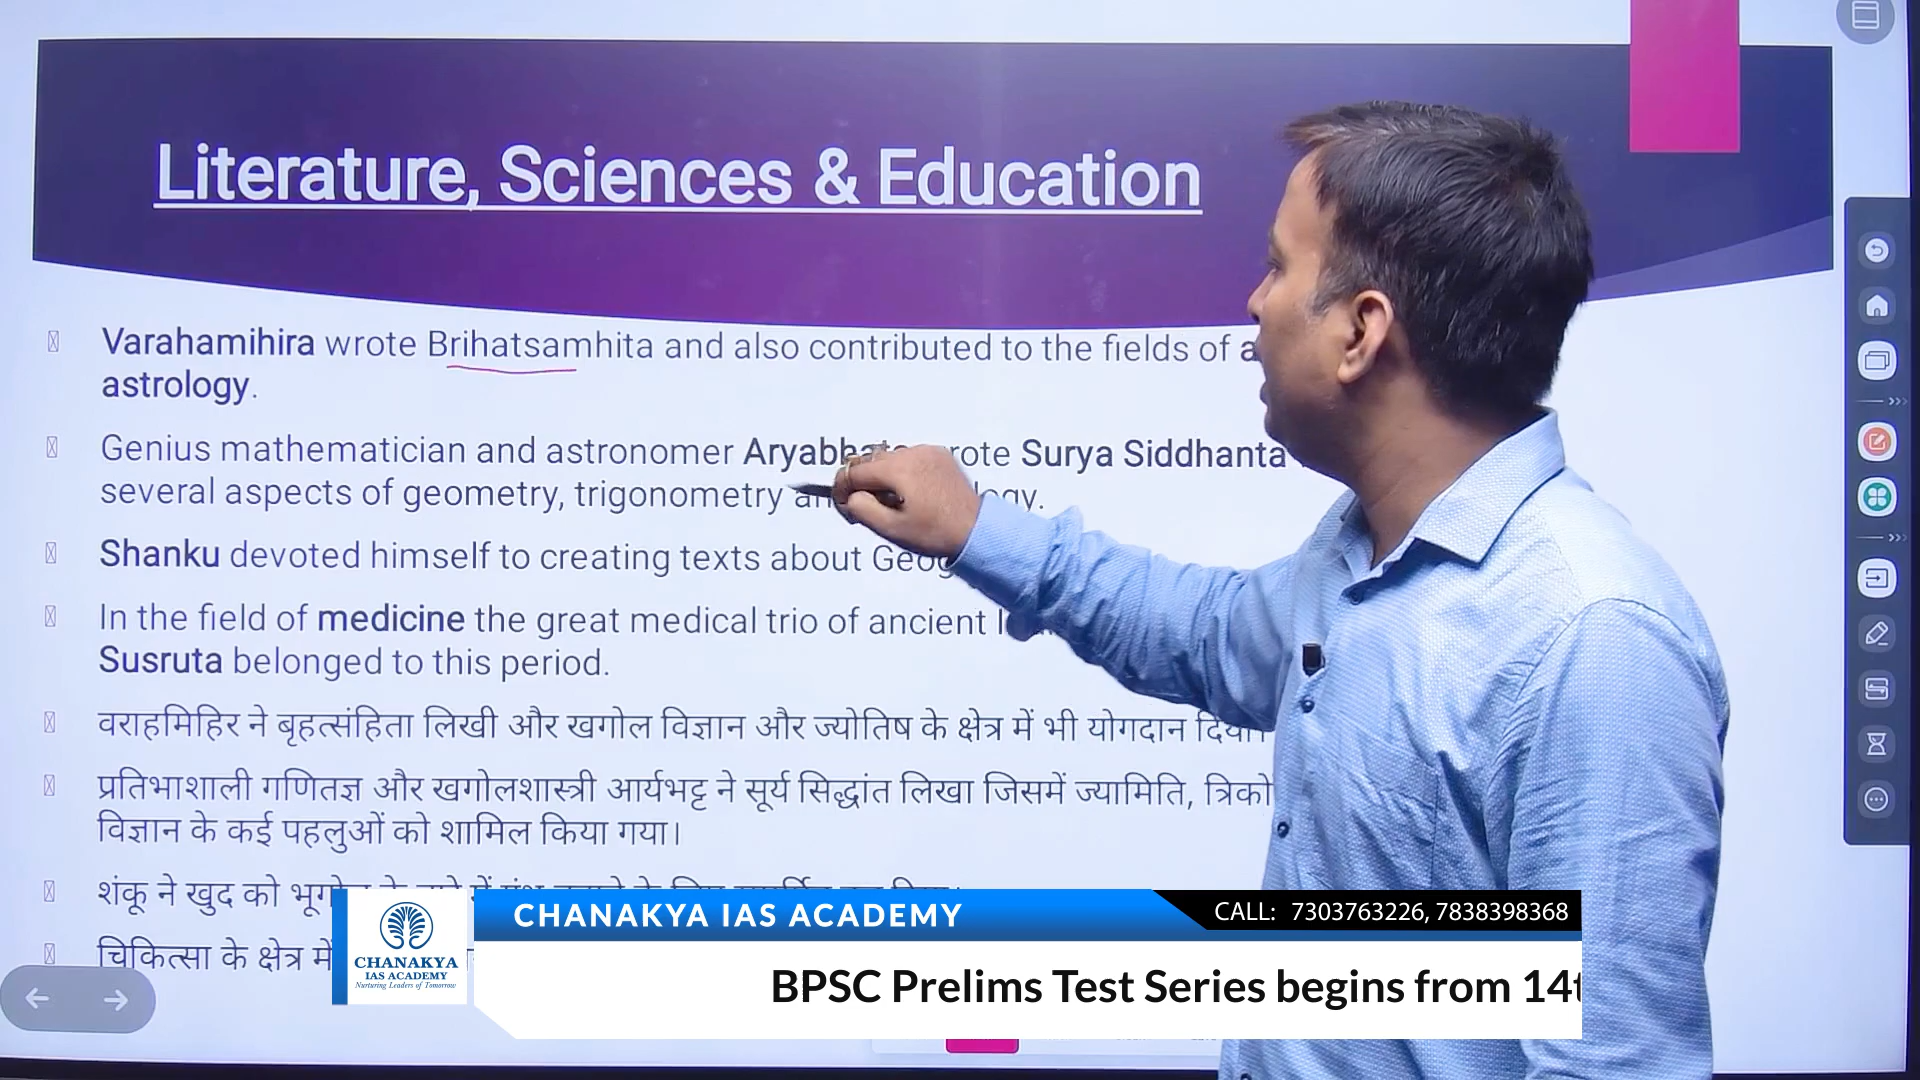 Literature, Sciences & Education
Varahamihira wrote Brihatsamhita and also contributed to the fields of
astrology.
Genius mathematician and astronomer Aryabhata wrote Surya Siddhanta
several aspects of geometry, trigonometry
Shanku devoted himself to creating texts about
In the field of medicine the great medical trio of ancient
Susruta belonged to this period.
वराहमिहिर ने बृहत्संहिता लिखी और खगोल विज्ञान और ज्योतिष के क्षेत्र में भी योगदान दिया।
प्रतिभाशाली गणितज्ञ और खगोलशास्त्री आर्यभट्ट ने सूर्य सिद्धांत लिखा जिसमें ज्यामिति,
विज्ञान के कई पहलुओं को शामिल किया गया।
शंकू ने खुद को
चिकित्सा के क्षेत्र में
CHANAKYA IAS ACADEMY
CALL: 7303763226, 7838398368
CHANAKYA
IAS ACADEMY
Nurturing Leaders of Tomorrow
BPSC Prelims Test Series begins from